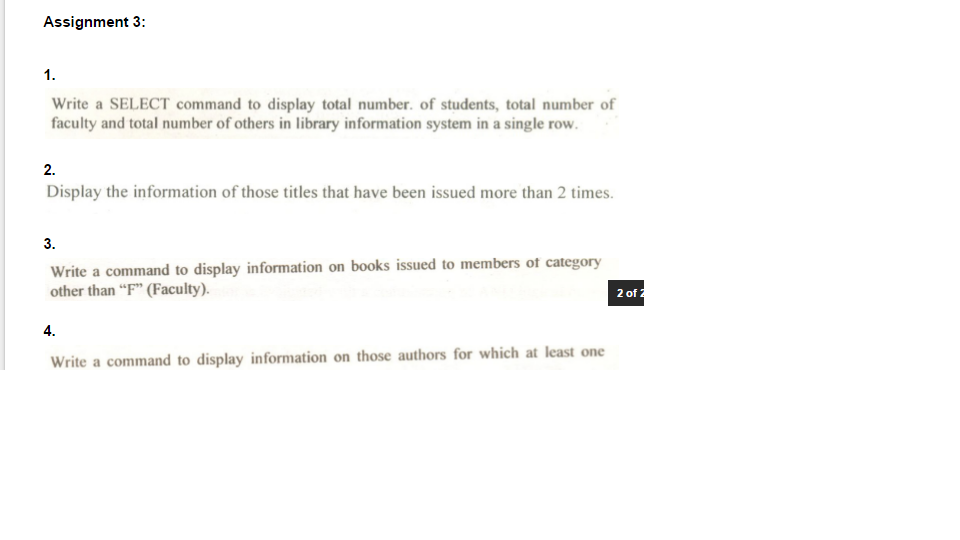 Assignment 3:
1.
Write a SELECT command to display total number. of students, total number of
faculty and total number of others in library information system in a single row.
2.
Display the information of those titles that have been issued more than 2 times.
3.
Write a command to display information on books issued to members of category
other than “F” (Faculty).
2 of 2
4.
Write a command to display information on those authors for which at least one